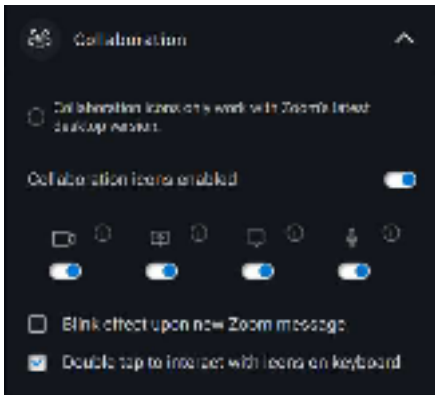 Collaboration
Collaboration icons only work with Zoom's latest
desktop version.
Collaboration icons enabled
Blink effect upon new Zoom message
Double tap to interact with icons on keyboard